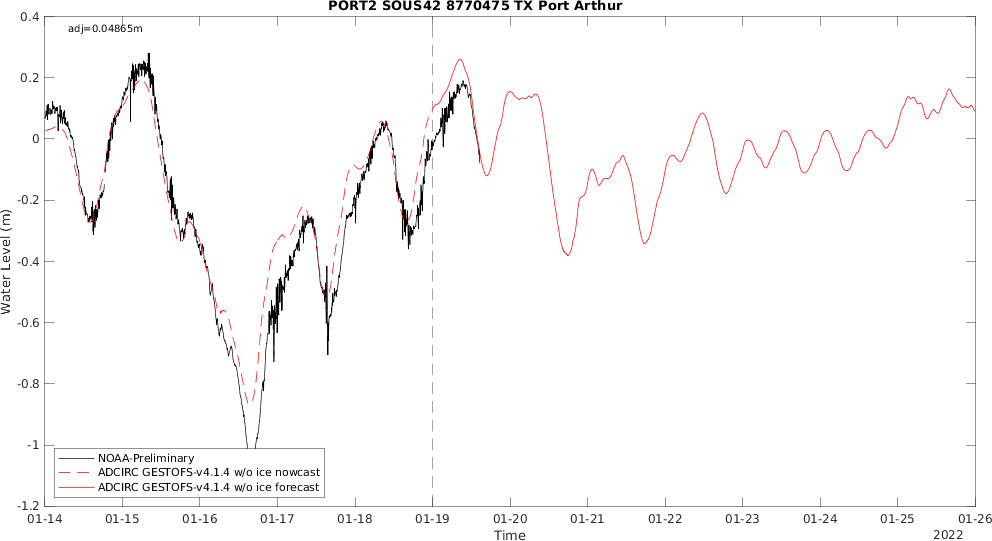 PORT2 SOUS42 8770475 TX Port Arthur
adj=0.04865m
0.4
0.2
0
-0.2
-0.4
-0.6
-0.8
-1
-1.2
Water Level (m)
NOAA-Preliminary
ADCIRC GESTOFS-v4.1.4 w/o ice nowcast
ADCIRC GESTOFS-v4.1.4 w/o ice forecast
01-14 01-15 01-16 01-17 01-18 01-19 01-20 01-21 01-22 01-23 01-24 01-25 01-26
Time
2022